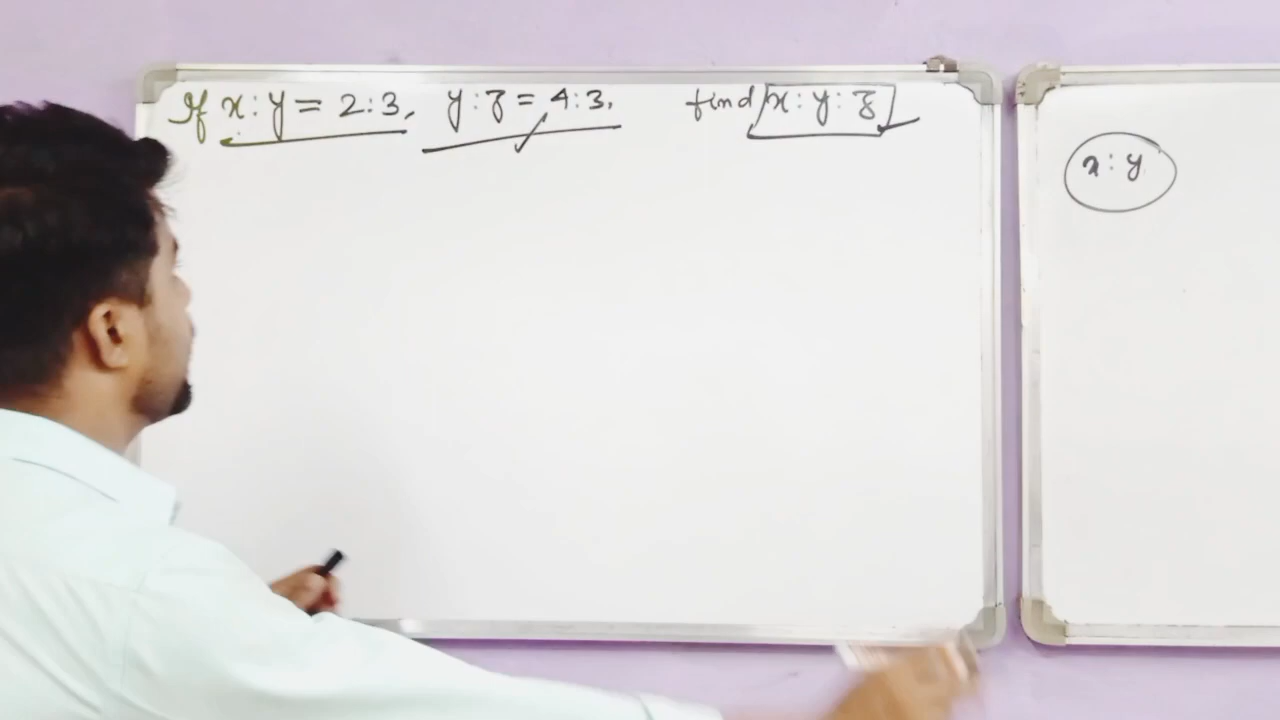 If x : y = 2 : 3, y : z = 4 : 3, find x : y : z
x : y